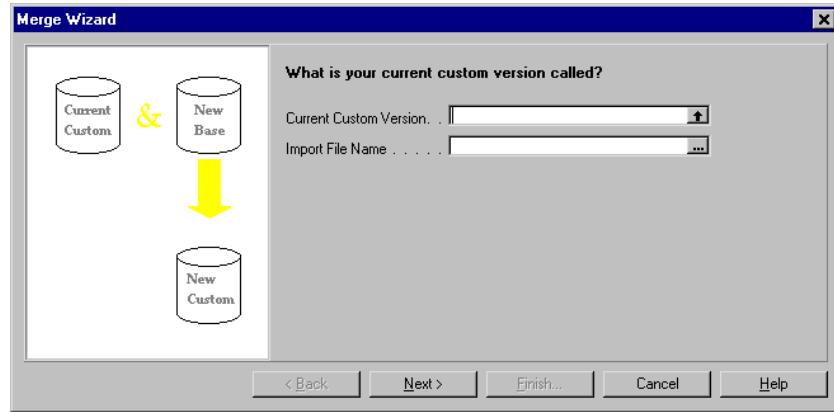 Merge Wizard
Current
Custom
&
New
Base
New
Custom
What is your current custom version called?
Current Custom Version. .
Import File Name . . . . .
...
< Back
Next >
Finish...
Cancel
Help